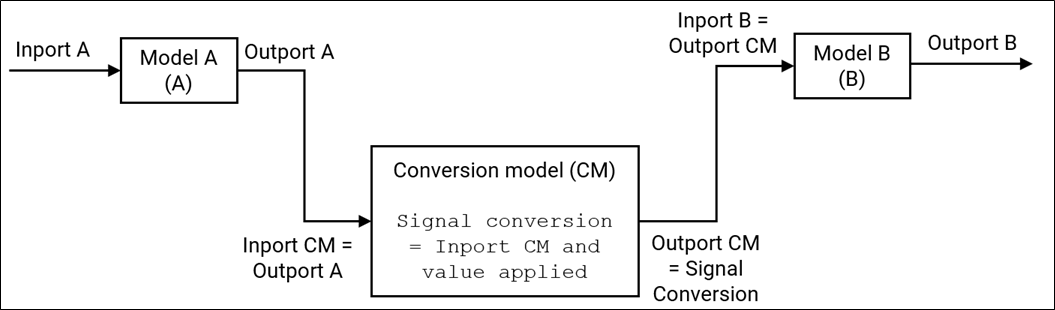 Inport A
Model A
(A)
Outport A
Inport CM =
Outport A
Conversion model (CM)
Signal conversion
= Inport CM and
value applied
Outport CM
= Signal
Conversion
Inport B =
Outport CM
Model B
(B)
Outport B